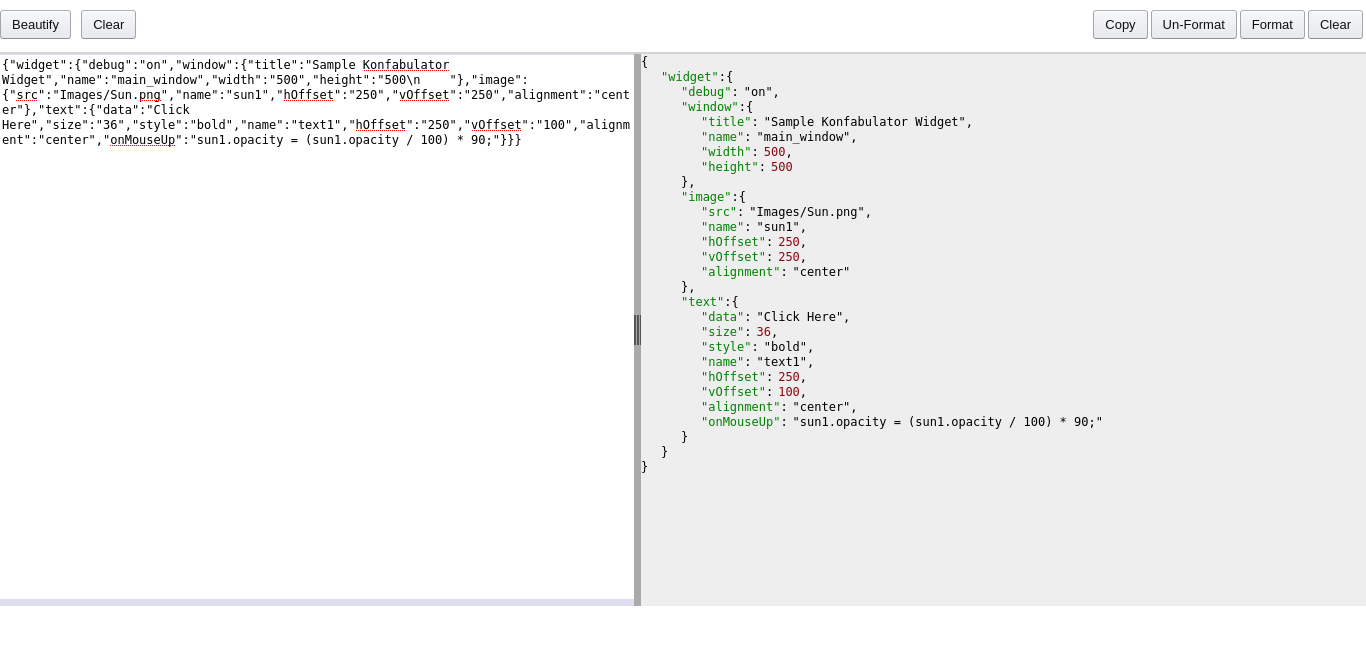 Beautify Clear Copy Un-Format Format Clear
{"widget":{"debug":"on","window":{"title":"Sample Konfabulator
Widget","name":"main_window","width":"500","height":"500\n    "},"image":
{"src":"Images/Sun.png","name":"sun1","hOffset":"250","vOffset":"250","alignment":"cent
er"},"text":{"data":"Click
Here","size":"36","style":"bold","name":"text1","hOffset":"250","vOffset":"100","alignm
ent":"center","onMouseUp":"sun1.opacity = (sun1.opacity / 100) * 90;"}}}
{
"widget":{
"debug": "on",
"window":{
"title": "Sample Konfabulator Widget",
"name": "main_window",
"width": 500,
"height": 500
},
"image":{
"src": "Images/Sun.png",
"name": "sun1",
"hOffset": 250,
"vOffset": 250,
"alignment": "center"
},
"text":{
"data": "Click Here",
"size": 36,
"style": "bold",
"name": "text1",
"hOffset": 250,
"vOffset": 100,
"alignment": "center",
"onMouseUp": "sun1.opacity = (sun1.opacity / 100) * 90;"
}
}
}